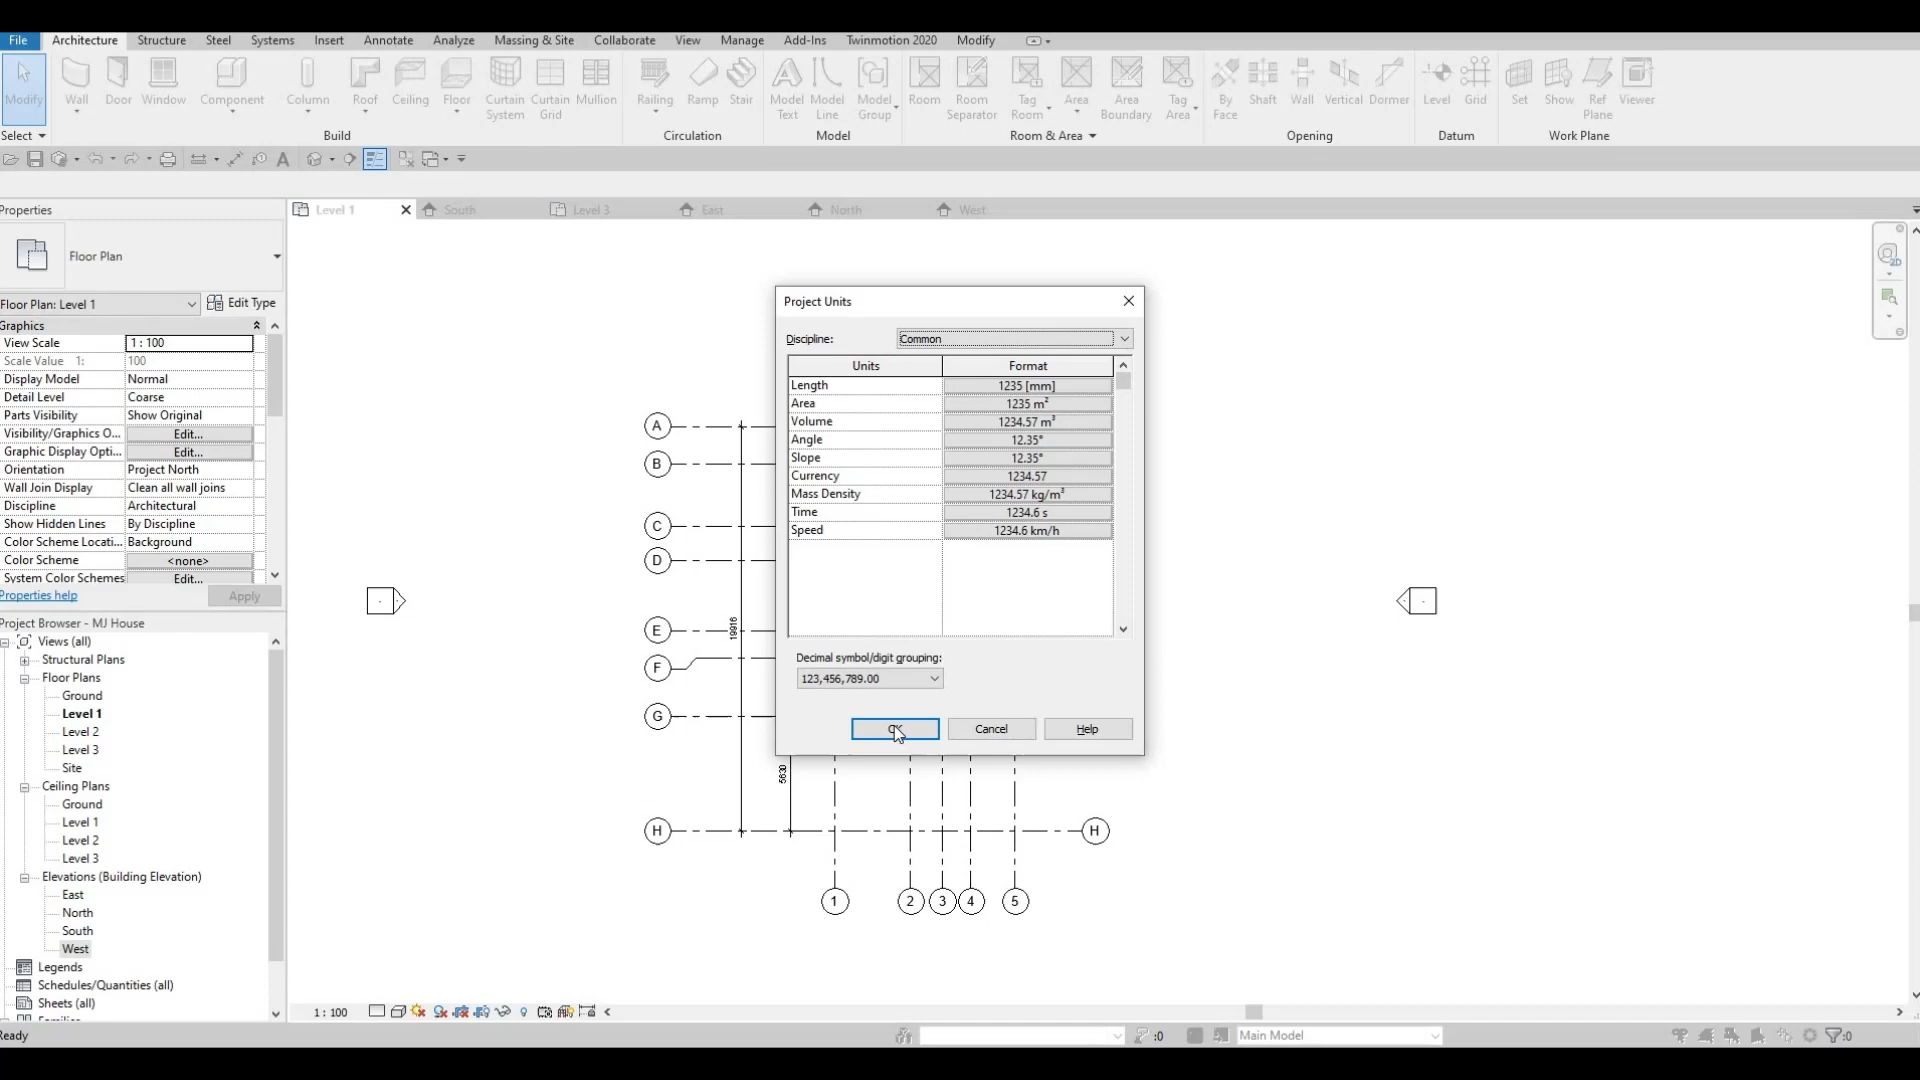 File Architecture Structure Steel Systems Insert Annotate Analyze Massing & Site Collaborate View Manage Add-Ins Twinmotion 2020 Modify
Modify Wall Door Window Component Column Roof Ceiling Floor Curtain System Curtain Grid Mullion Railing Ramp Stair Model Text Model Line Model Group Room Room Separator Tag Room Area Area Boundary Tag Area By Face Shaft Wall Vertical Dormer Level Grid Set Show Ref Plane Viewer
Select Build Circulation Model Room & Area Opening Datum Work Plane
Properties
Level 1 South Level 3 East North West
Floor Plan
Floor Plan: Level 1 Edit Type
Graphics
View Scale 1 : 100
Scale Value 1: 100
Display Model Normal
Detail Level Coarse
Parts Visibility Show Original
Visibility/Graphics O... Edit...
Graphic Display Opti... Edit...
Orientation Project North
Wall Join Display Clean all wall joins
Discipline Architectural
Show Hidden Lines By Discipline
Color Scheme Locati... Background
Color Scheme <none>
System Color Schemes Edit...
Properties help Apply
Project Browser - MJ House
Views (all)
Structural Plans
Floor Plans
Ground
Level 1
Level 2
Level 3
Site
Ceiling Plans
Ground
Level 1
Level 2
Level 3
Elevations (Building Elevation)
East
North
South
West
Legends
Schedules/Quantities (all)
Sheets (all)
Project Units
Discipline: Common
Units Format
Length 1235 [mm]
Area 1235 m²
Volume 1234.57 m³
Angle 12.35°
Slope 12.35°
Currency 1234.57
Mass Density 1234.57 kg/m³
Time 1234.6 s
Speed 1234.6 km/h
Decimal symbol/digit grouping:
123,456,789.00
OK Cancel Help
A
B
C
D
E
F
G
H H
19916
5630
1 2 3 4 5
1 : 100
Ready :0 Main Model :0
2D